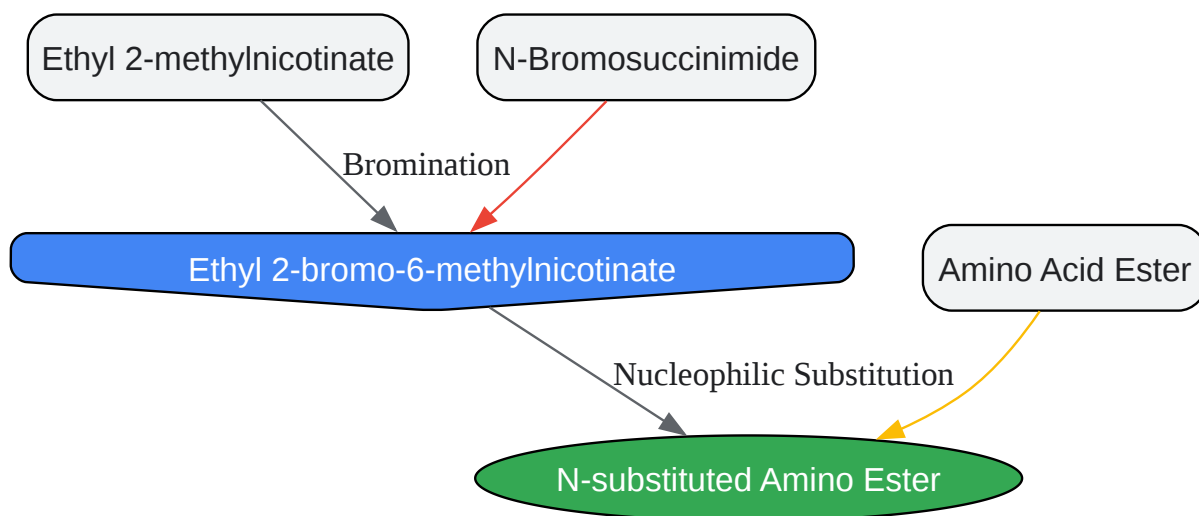 Ethyl 2-methylnicotinate
N-Bromosuccinimide
Bromination
Ethyl 2-bromo-6-methylnicotinate
Amino Acid Ester
Nucleophilic Substitution
N-substituted Amino Ester